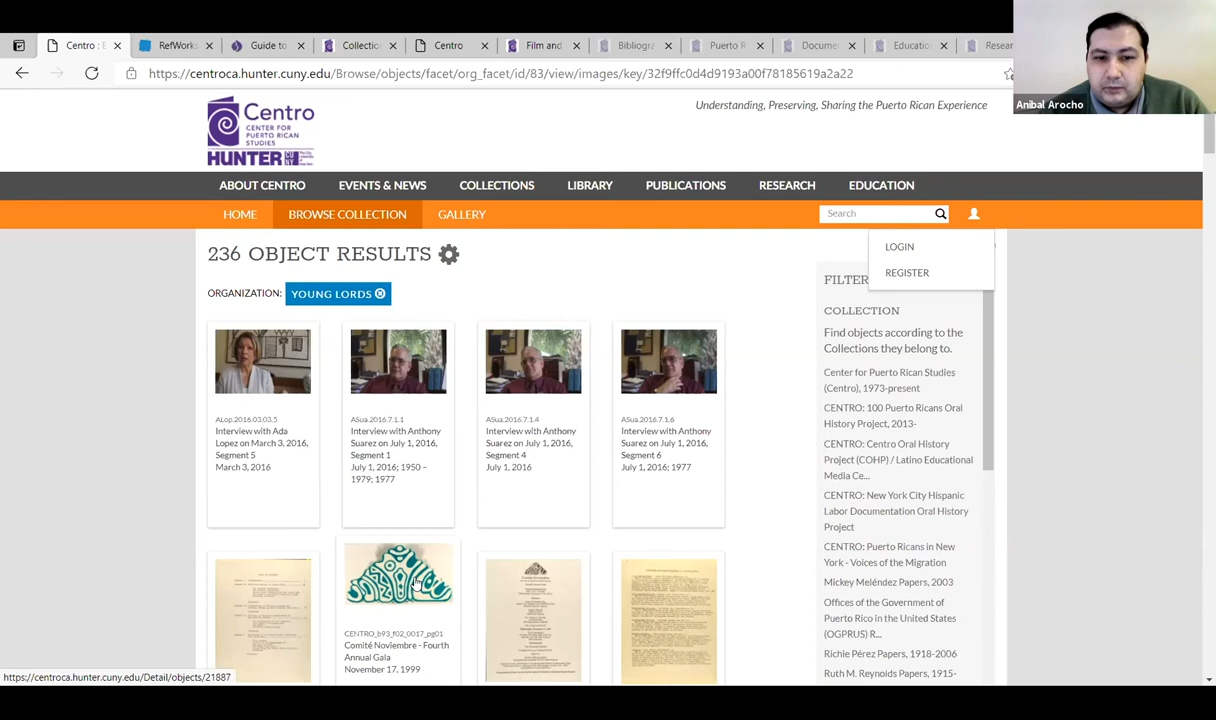 Centro : E
RefWork
Guide to
Collection
Centro
Film and
Bibliogra
Puerto R
Docume
Educatio
Resear
https://centroca.hunter.cuny.edu/Browse/objects/facet/org_facet/id/83/view/images/key/32f9ffc0d4d9193a00f78185619a2a22
Anibal Arocho
Centro
CENTER FOR
PUERTO RICAN
STUDIES
HUNTER
Understanding, Preserving, Sharing the Puerto Rican Experience
ABOUT CENTRO EVENTS & NEWS COLLECTIONS LIBRARY PUBLICATIONS RESEARCH EDUCATION
HOME BROWSE COLLECTION GALLERY Search
LOGIN
REGISTER
236 OBJECT RESULTS
ORGANIZATION: YOUNG LORDS
ALop.2016.03.03.5
Interview with Ada
Lopez on March 3, 2016,
Segment 5
March 3, 2016
ASua.2016.7.1.1
Interview with Anthony
Suarez on July 1, 2016,
Segment 1
July 1, 2016; 1950 –
1979; 1977
ASua.2016.7.1.4
Interview with Anthony
Suarez on July 1, 2016,
Segment 4
July 1, 2016
ASua.2016.7.1.6
Interview with Anthony
Suarez on July 1, 2016,
Segment 6
July 1, 2016; 1977
CENTRO_b93_f02_0017_pg01
Comité Noviembre - Fourth
Annual Gala
November 17, 1999
FILTER
COLLECTION
Find objects according to the
Collections they belong to.
Center for Puerto Rican Studies
(Centro), 1973-present
CENTRO: 100 Puerto Ricans Oral
History Project, 2013-
CENTRO: Centro Oral History
Project (COHP) / Latino Educational
Media Ce...
CENTRO: New York City Hispanic
Labor Documentation Oral History
Project
CENTRO: Puerto Ricans in New
York - Voices of the Migration
Mickey Meléndez Papers, 2003
Offices of the Government of
Puerto Rico in the United States
(OGPRUS) R...
Richie Pérez Papers, 1918-2006
Ruth M. Reynolds Papers, 1915-
https://centroca.hunter.cuny.edu/Detail/objects/21887